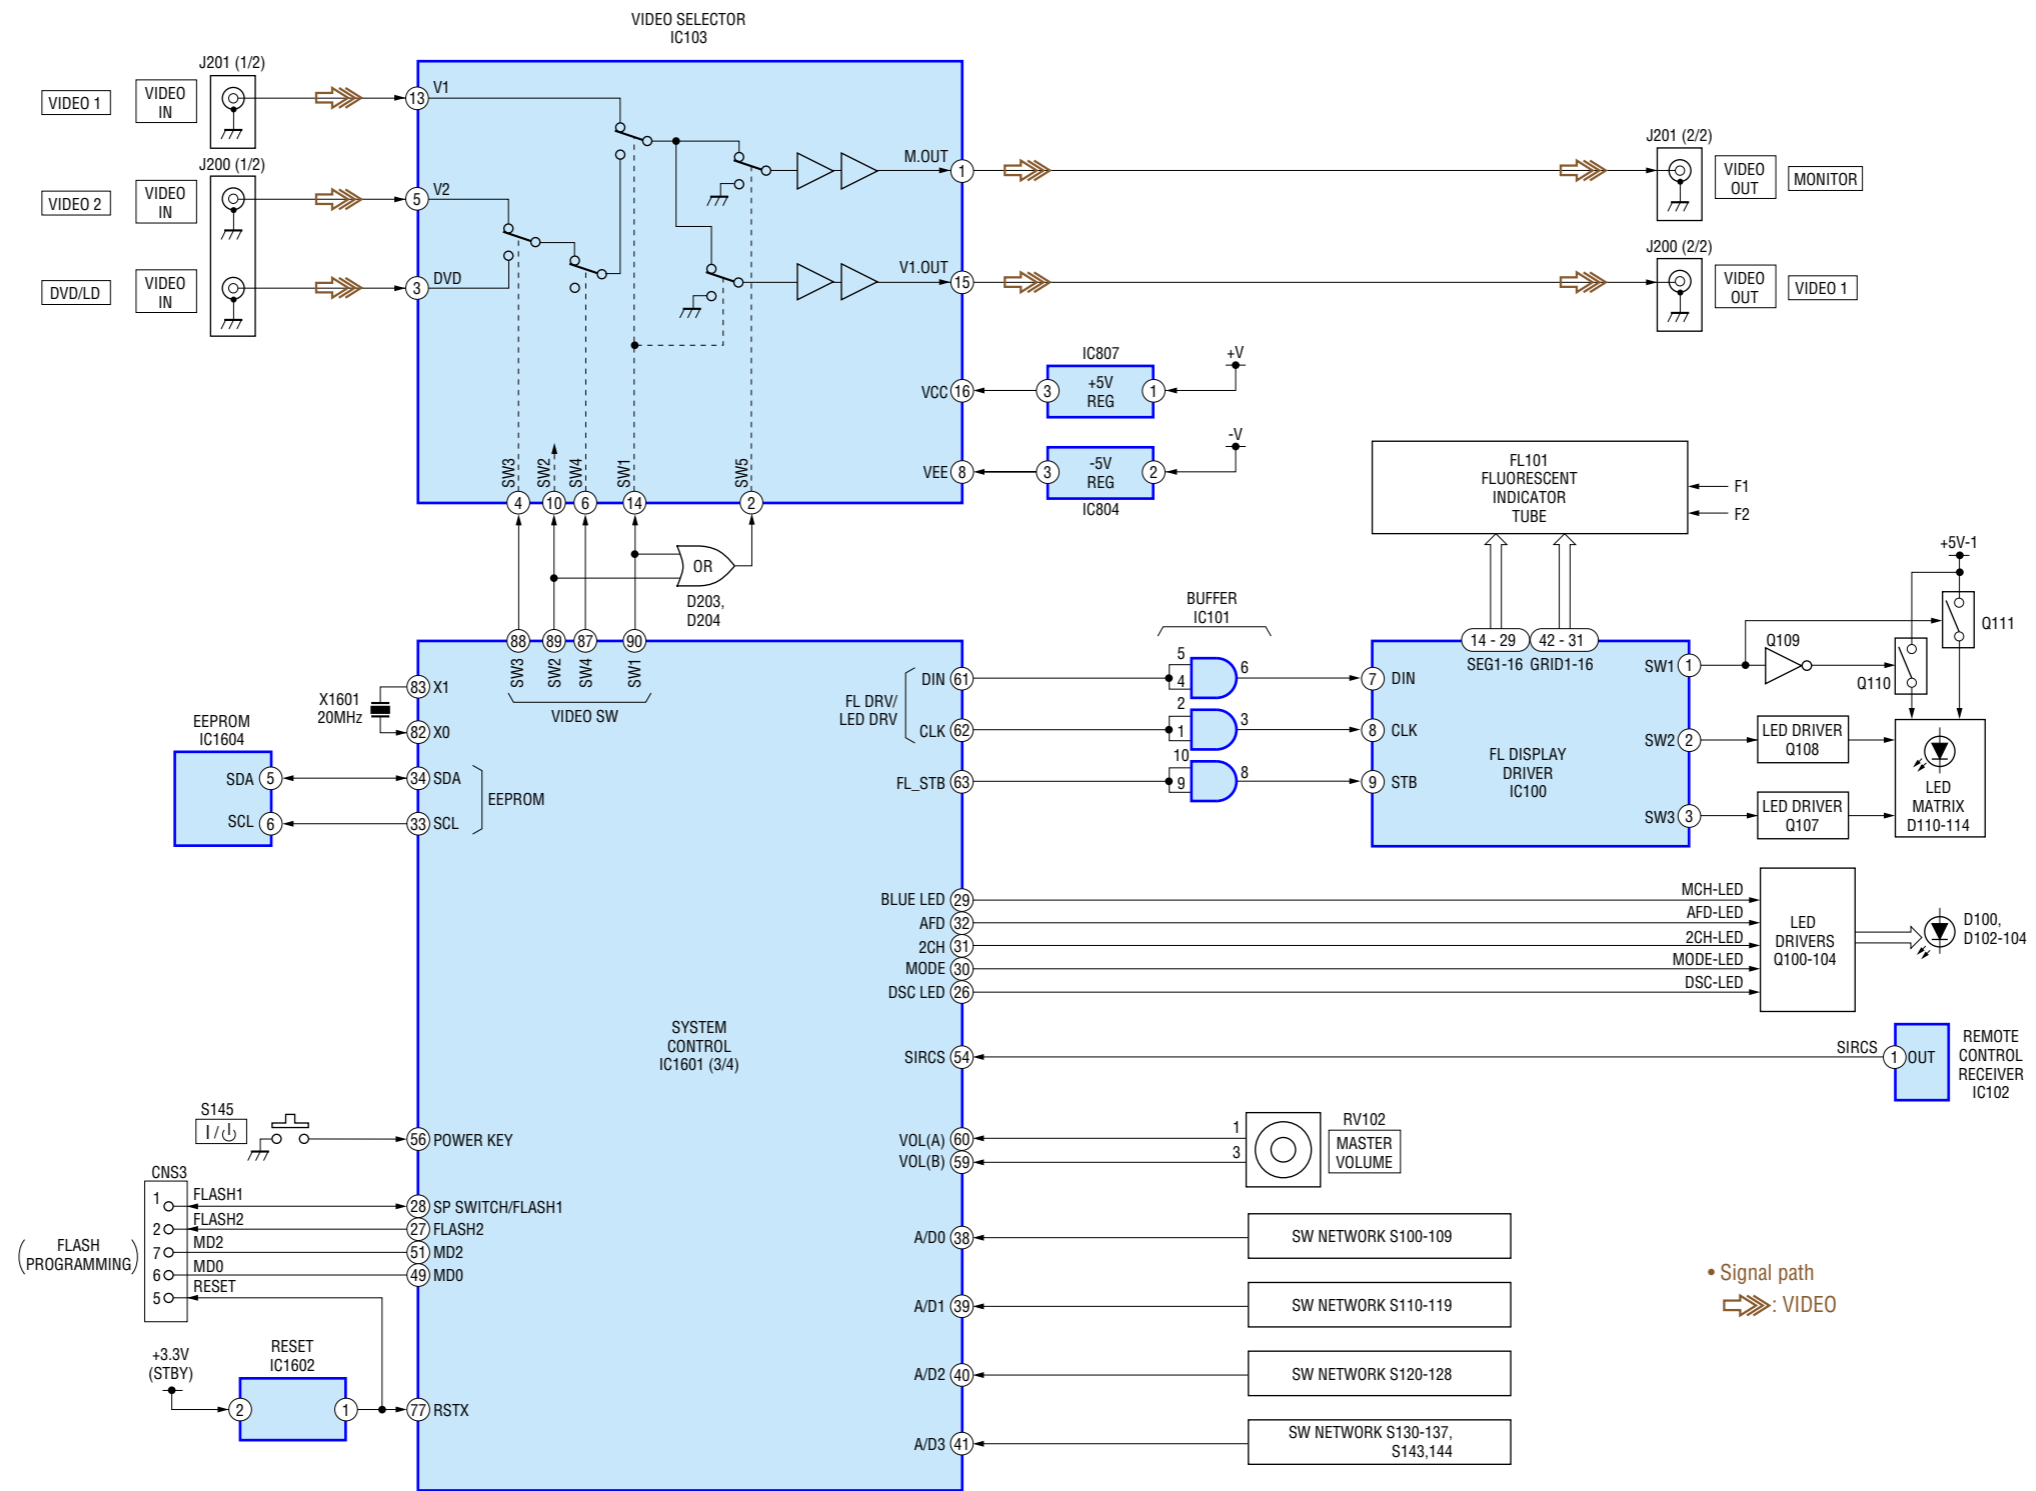 VIDEO SELECTOR
IC103
J201 (1/2)
VIDEO 1
VIDEO
IN
13
V1
J200 (1/2)
VIDEO 2
VIDEO
IN
5
V2
DVD/LD
VIDEO
IN
3
DVD
M.OUT
1
J201 (2/2)
VIDEO
OUT
MONITOR
V1.OUT
15
J200 (2/2)
VIDEO
OUT
VIDEO 1
VCC
16
IC807
3
+5V
REG
1
+V
VEE
8
3
-5V
REG
2
-V
IC804
SW3
SW2
SW4
SW1
SW5
4
10
6
14
2
OR
D203,
D204
88
89
87
90
SW3
SW2
SW4
SW1
VIDEO SW
FL101
FLUORESCENT
INDICATOR
TUBE
F1
F2
X1601
20MHz
83
X1
82
X0
EEPROM
IC1604
SDA
5
34
SDA
SCL
6
33
SCL
EEPROM
FL DRV/
LED DRV
DIN
61
CLK
62
FL_STB
63
BUFFER
IC101
5
4
6
2
1
3
10
9
8
14 - 29
42 - 31
SEG1-16
GRID1-16
7
DIN
8
CLK
9
STB
FL DISPLAY
DRIVER
IC100
SW1
1
SW2
2
SW3
3
Q109
Q110
Q111
+5V-1
LED DRIVER
Q108
LED DRIVER
Q107
LED
MATRIX
D110-114
BLUE LED
29
MCH-LED
AFD
32
AFD-LED
2CH
31
2CH-LED
MODE
30
MODE-LED
DSC LED
26
DSC-LED
LED
DRIVERS
Q100-104
D100,
D102-104
SYSTEM
CONTROL
IC1601 (3/4)
SIRCS
54
SIRCS
1
OUT
REMOTE
CONTROL
RECEIVER
IC102
S145
I/⏻
56
POWER KEY
VOL(A)
60
1
VOL(B)
59
3
RV102
MASTER
VOLUME
CNS3
(FLASH
PROGRAMMING)
1
FLASH1
28
SP SWITCH/FLASH1
2
FLASH2
27
FLASH2
7
MD2
51
MD2
6
MD0
49
MD0
5
RESET
A/D0
38
SW NETWORK S100-109
A/D1
39
SW NETWORK S110-119
A/D2
40
SW NETWORK S120-128
A/D3
41
SW NETWORK S130-137,
S143,144
+3.3V
(STBY)
RESET
IC1602
2
1
77
RSTX
• Signal path
: VIDEO